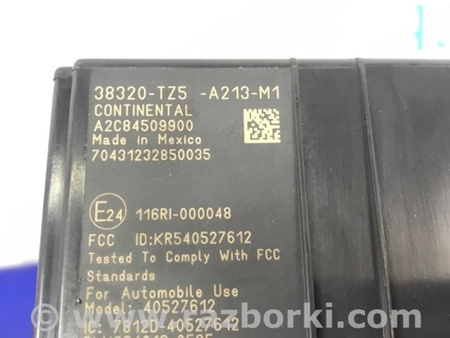 38320-TZ5 -A213-M1
CONTINENTAL
A2C84509900
Made in Mexico
70431232850035
E24 116RI-000048
FCC ID:KR540527612
Tested To Comply With FCC
Standards
For Automobile Use
Model: 40527612
IC: 7812D-40527612
www.razborki.com